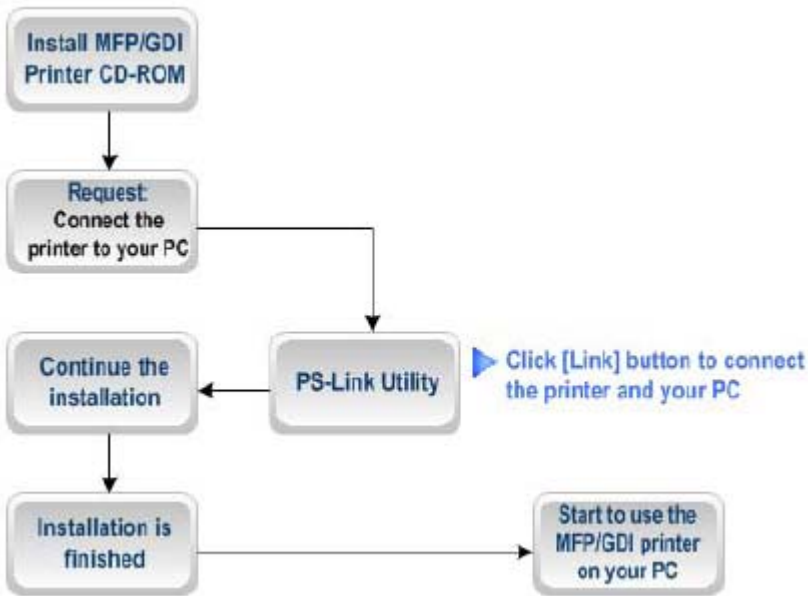 Install MFP/GDI
Printer CD-ROM
Request:
Connect the
printer to your PC
PS-Link Utility
Click [Link] button to connect
the printer and your PC
Continue the
installation
Installation is
finished
Start to use the
MFP/GDI printer
on your PC